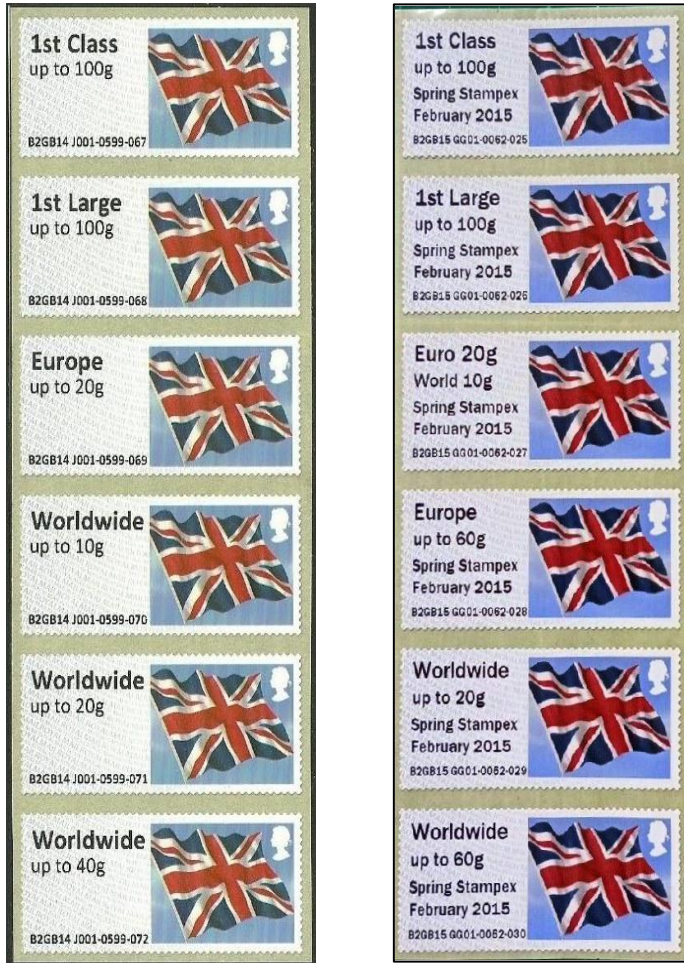 1st Class
up to 100g
B2GB14 J001-0599-067
1st Large
up to 100g
B2GB14 J001-0599-068
Europe
up to 20g
B2GB14 J001-0599-069
Worldwide
up to 10g
B2GB14 J001-0599-070
Worldwide
up to 20g
B2GB14 J001-0599-071
Worldwide
up to 40g
B2GB14 J001-0599-072
1st Class
up to 100g
Spring Stampex
February 2015
B2GB15 GG01-0062-025
1st Large
up to 100g
Spring Stampex
February 2015
B2GB15 GG01-0062-026
Euro 20g
World 10g
Spring Stampex
February 2015
B2GB15 GG01-0062-027
Europe
up to 60g
Spring Stampex
February 2015
B2GB15 GG01-0062-028
Worldwide
up to 20g
Spring Stampex
February 2015
B2GB15 GG01-0062-029
Worldwide
up to 60g
Spring Stampex
February 2015
B2GB15 GG01-0062-030